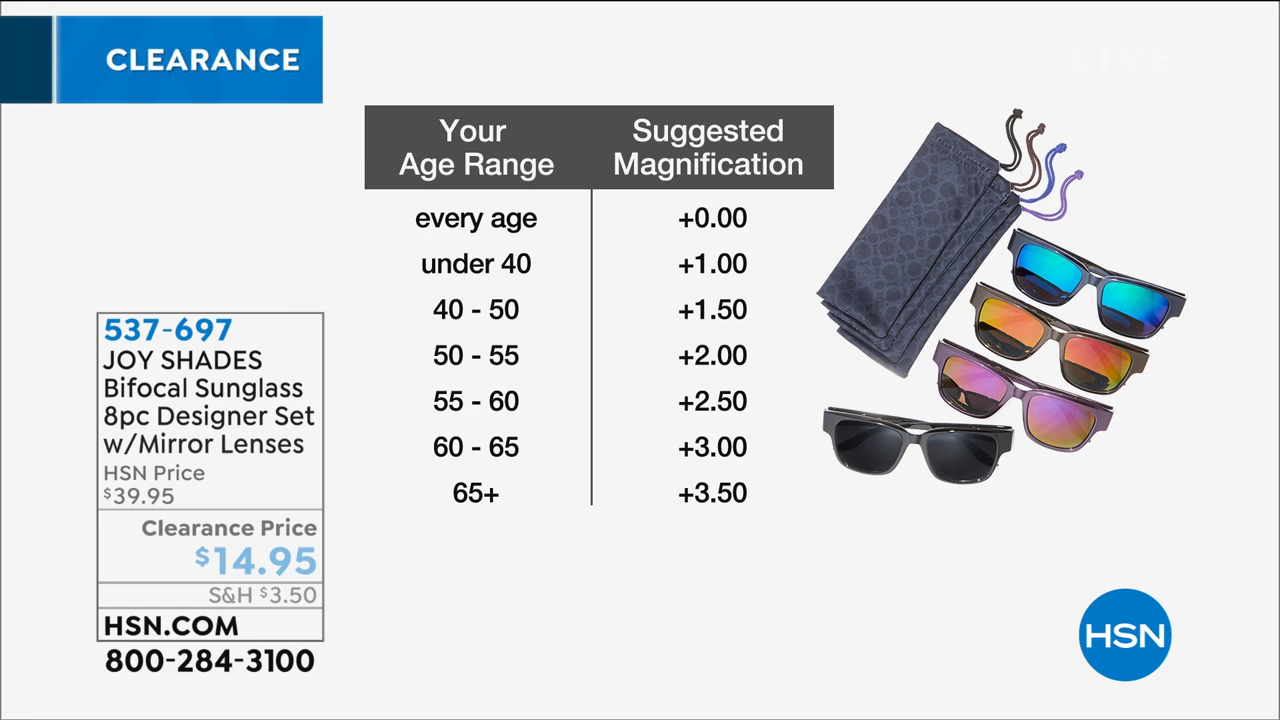 CLEARANCE
LIVE
Your Suggested
Age Range Magnification
every age +0.00
under 40 +1.00
40 - 50 +1.50
50 - 55 +2.00
55 - 60 +2.50
60 - 65 +3.00
65+ +3.50
537-697
JOY SHADES
Bifocal Sunglass
8pc Designer Set
w/Mirror Lenses
HSN Price
$39.95
Clearance Price
$14.95
S&H $3.50
HSN.COM
800-284-3100
HSN